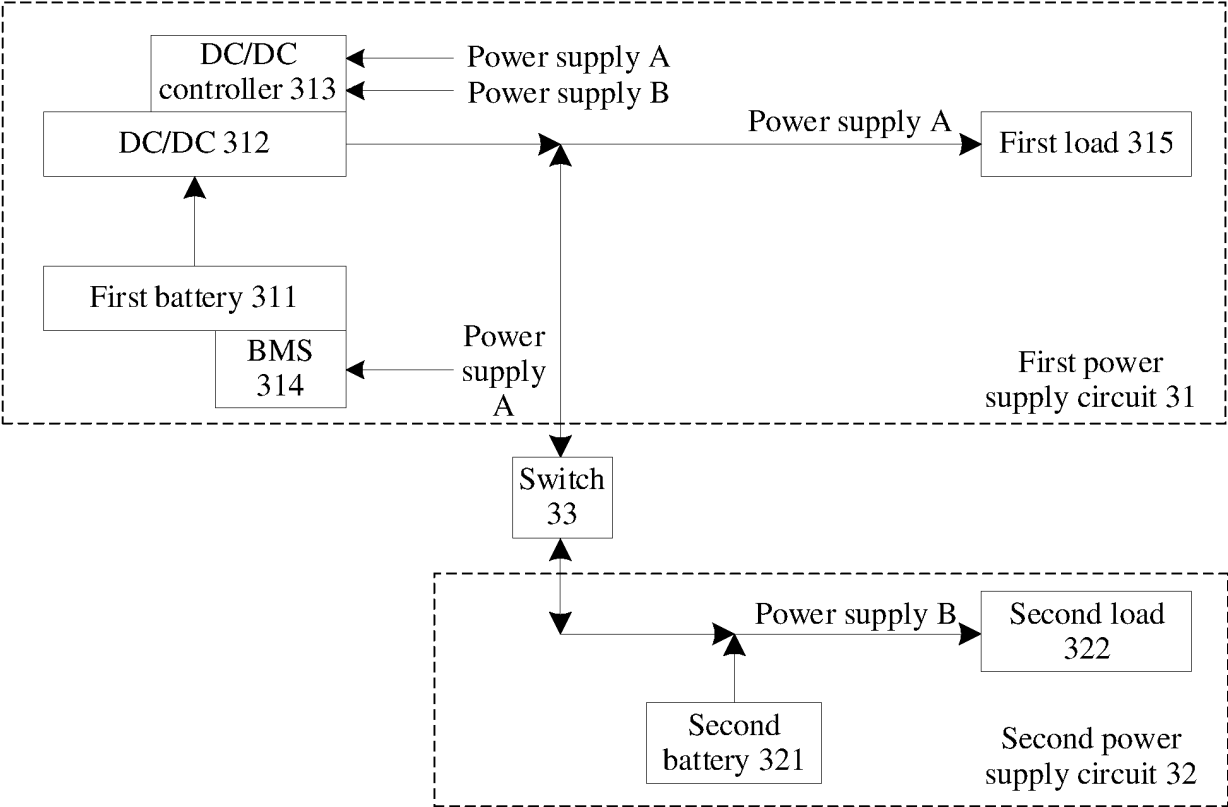 DC/DC
controller 313
Power supply A
Power supply B
DC/DC 312
Power supply A
First load 315
First battery 311
BMS
314
Power
supply
A
First power
supply circuit 31
Switch
33
Power supply B
Second load
322
Second
battery 321
Second power
supply circuit 32